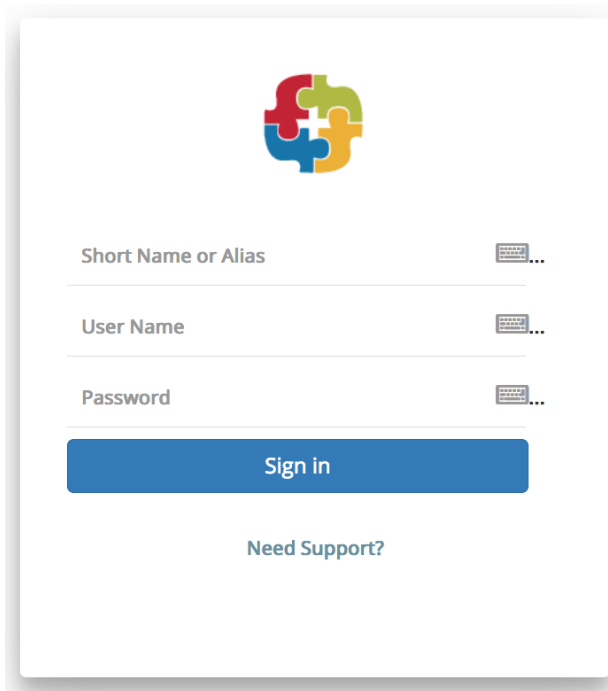 Short Name or Alias ...
User Name ...
Password ...
Sign in
Need Support?